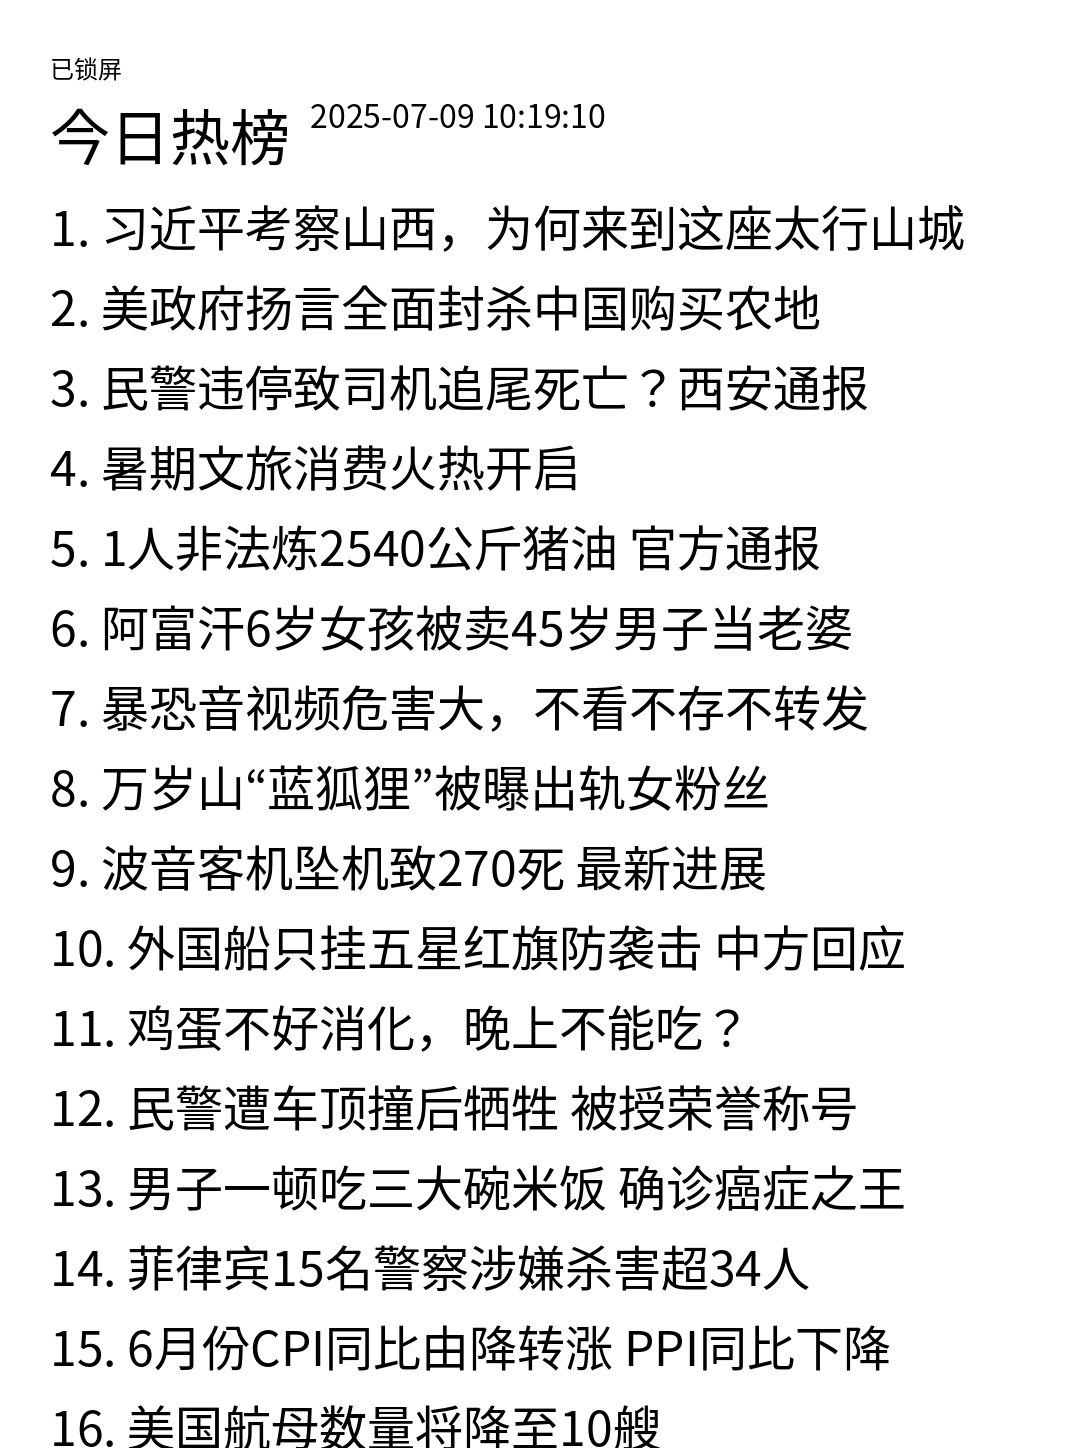 已锁屏
今日热榜 2025-07-09 10:19:10
1. 习近平考察山西，为何来到这座太行山城
2. 美政府扬言全面封杀中国购买农地
3. 民警违停致司机追尾死亡？西安通报
4. 暑期文旅消费火热开启
5. 1人非法炼2540公斤猪油 官方通报
6. 阿富汗6岁女孩被卖45岁男子当老婆
7. 暴恐音视频危害大，不看不存不转发
8. 万岁山“蓝狐狸”被曝出轨女粉丝
9. 波音客机坠机致270死 最新进展
10. 外国船只挂五星红旗防袭击 中方回应
11. 鸡蛋不好消化，晚上不能吃？
12. 民警遭车顶撞后牺牲 被授荣誉称号
13. 男子一顿吃三大碗米饭 确诊癌症之王
14. 菲律宾15名警察涉嫌杀害超34人
15. 6月份CPI同比由降转涨 PPI同比下降
16. 美国航母数量将降至10艘